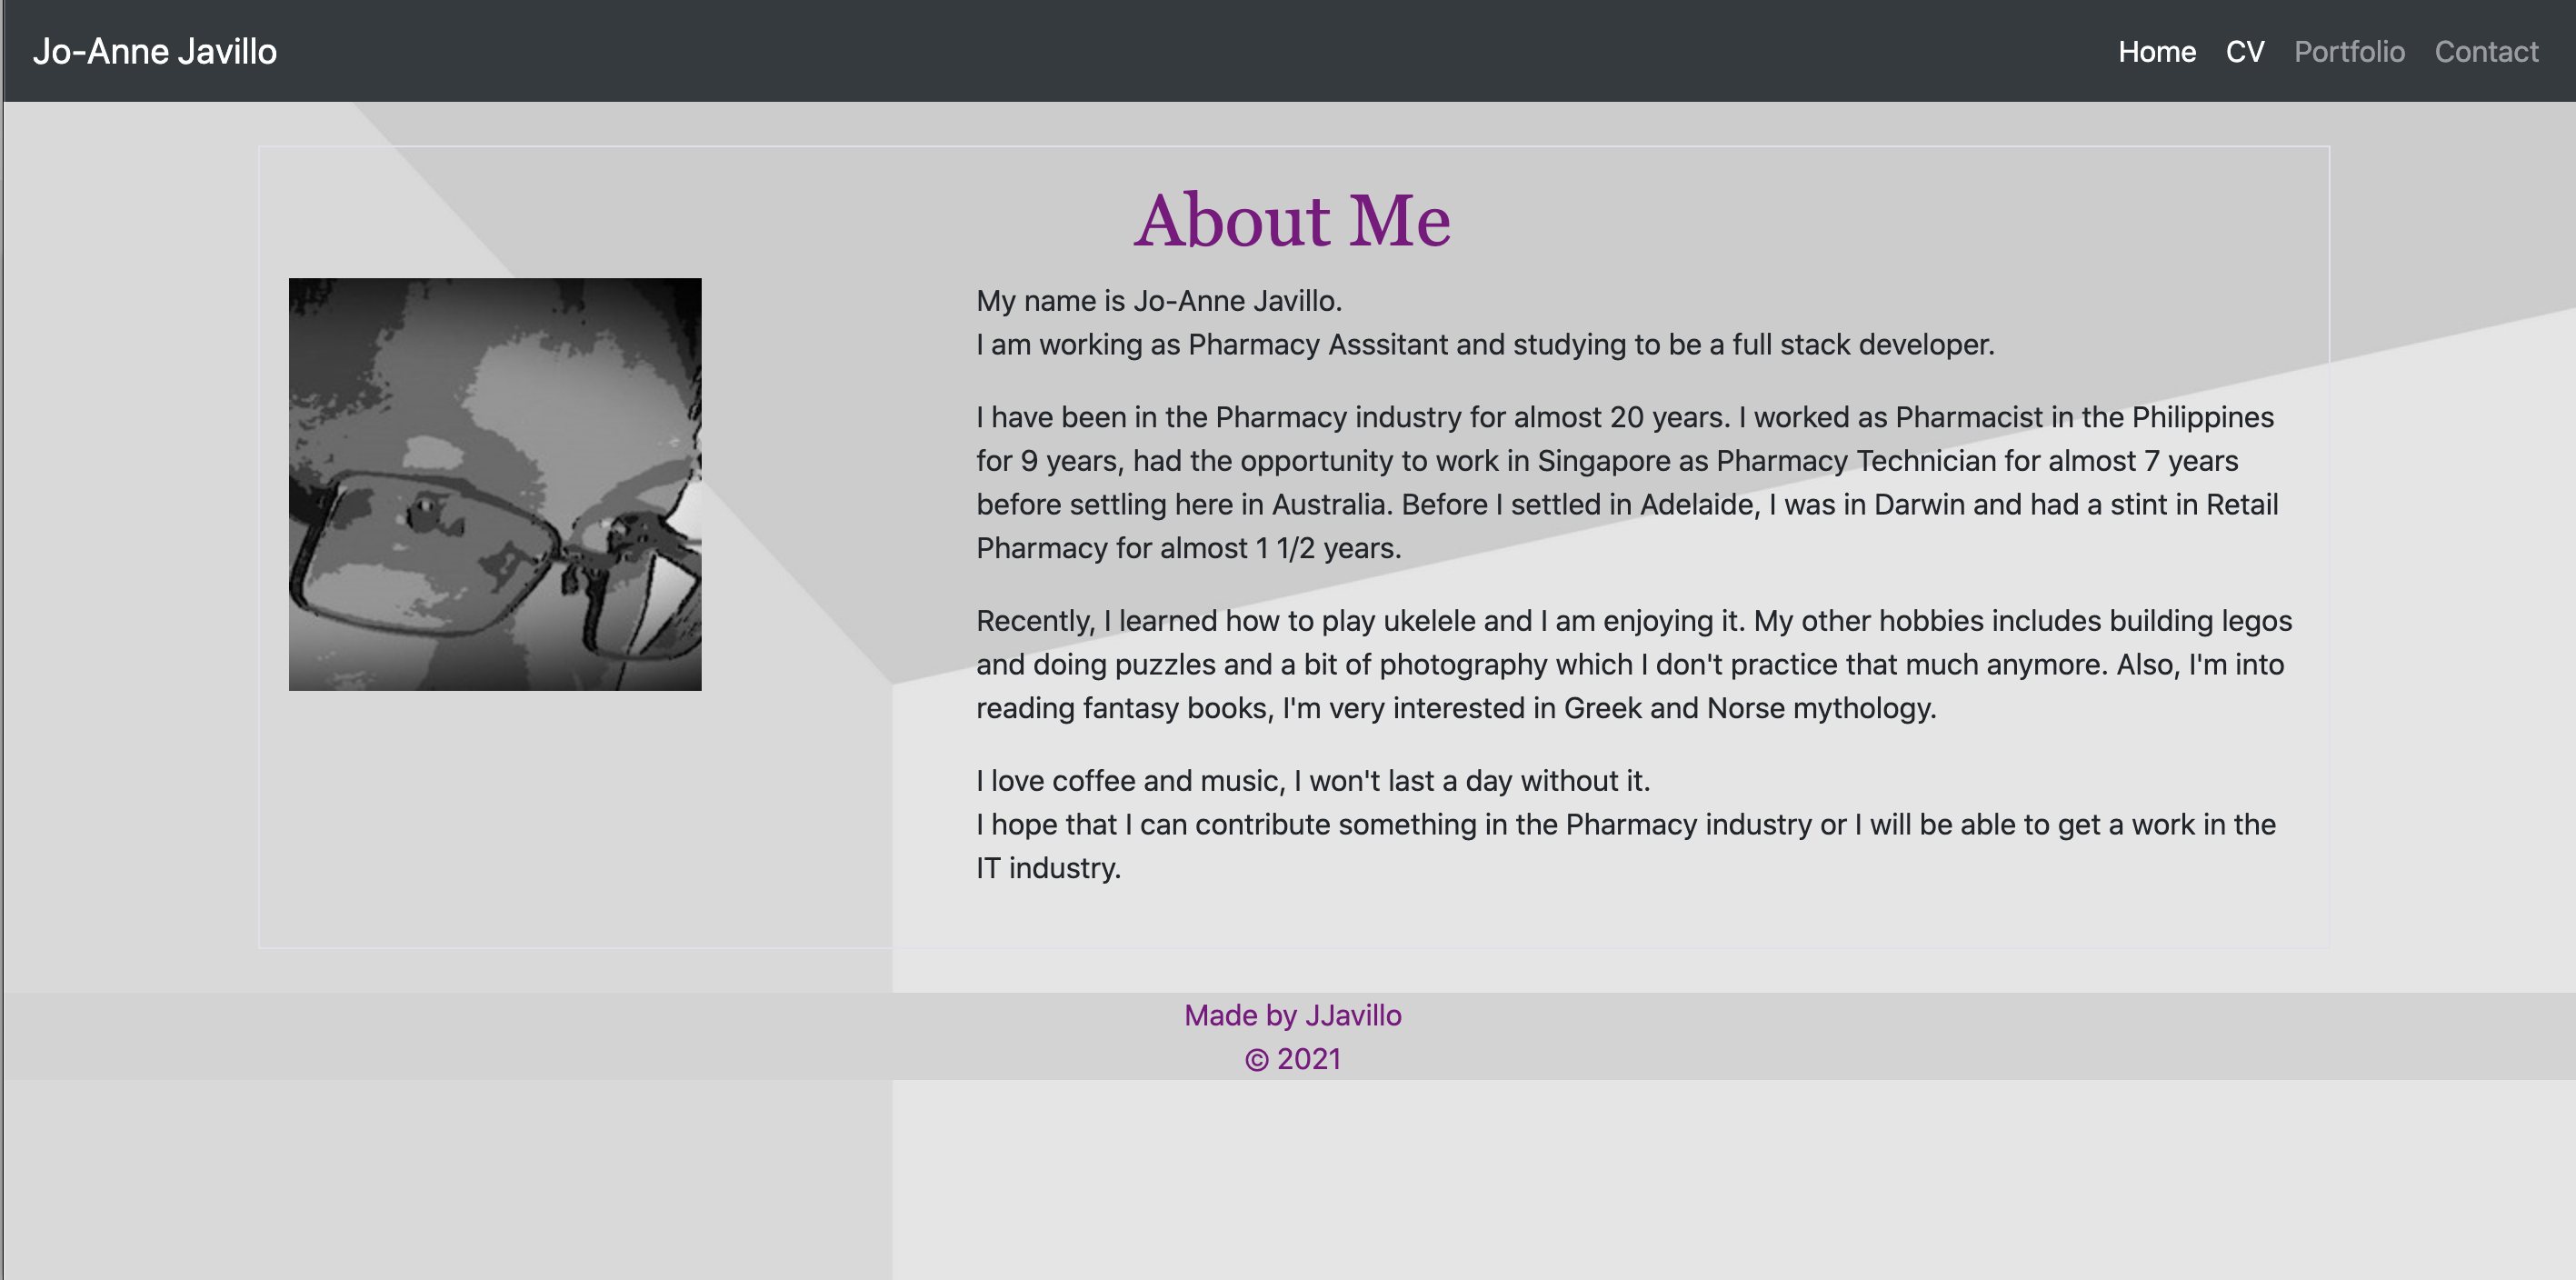 Jo-Anne Javillo
Home CV Portfolio Contact
About Me
My name is Jo-Anne Javillo.
I am working as Pharmacy Asssitant and studying to be a full stack developer.
I have been in the Pharmacy industry for almost 20 years. I worked as Pharmacist in the Philippines
for 9 years, had the opportunity to work in Singapore as Pharmacy Technician for almost 7 years
before settling here in Australia. Before I settled in Adelaide, I was in Darwin and had a stint in Retail
Pharmacy for almost 1 1/2 years.
Recently, I learned how to play ukelele and I am enjoying it. My other hobbies includes building legos
and doing puzzles and a bit of photography which I don't practice that much anymore. Also, I'm into
reading fantasy books, I'm very interested in Greek and Norse mythology.
I love coffee and music, I won't last a day without it.
I hope that I can contribute something in the Pharmacy industry or I will be able to get a work in the
IT industry.
Made by JJavillo
© 2021